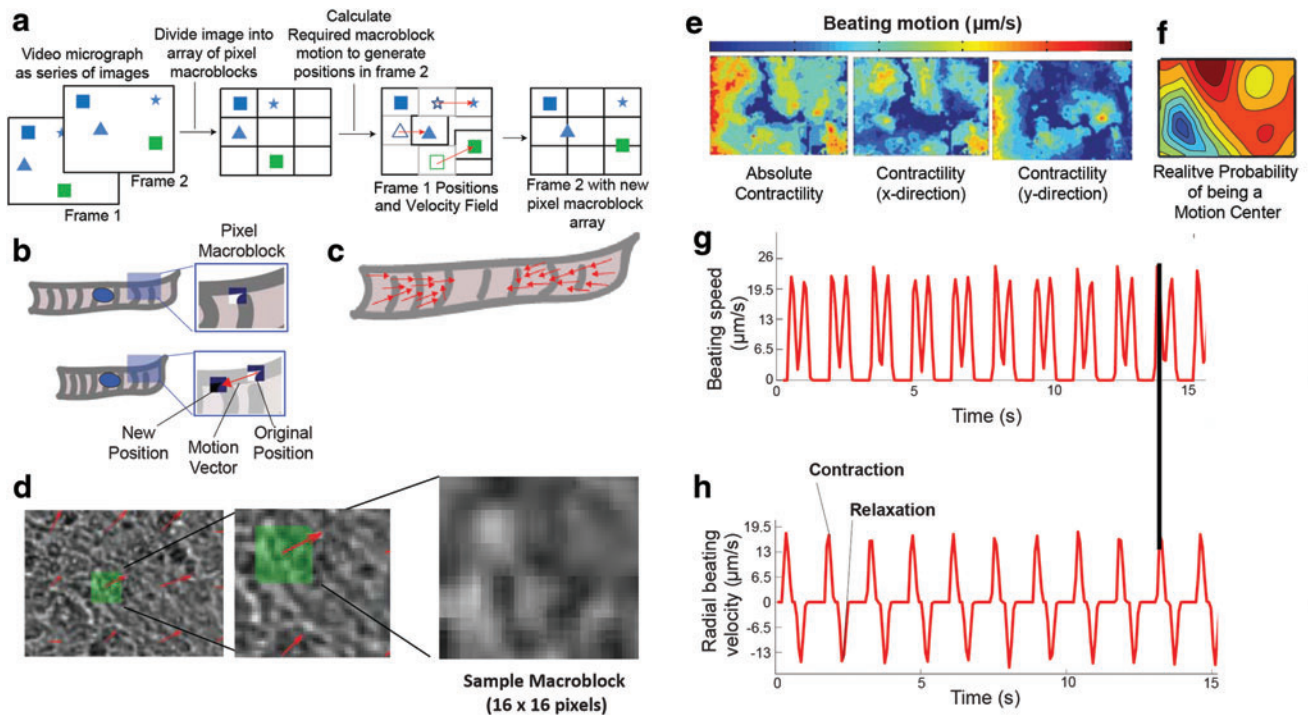 a
Video micrograph
as series of images
Frame 1
Frame 2
Divide image into
array of pixel
macroblocks
Calculate
Required macroblock
motion to generate
positions in frame 2
Frame 1 Positions
and Velocity Field
Frame 2 with new
pixel macroblock
array
b
Pixel
Macroblock
New
Position
Motion
Vector
Original
Position
c
d
Sample Macroblock
(16 x 16 pixels)
e
Beating motion (µm/s)
Absolute
Contractility
Contractility
(x-direction)
Contractility
(y-direction)
f
Realitve Probability
of being a
Motion Center
g
Beating speed
(µm/s)
26
19.5
13
6.5
0
0
5
10
15
Time (s)
h
Contraction
Relaxation
Radial beating
velocity (µm/s)
19.5
13
6.5
0
-6.5
-13
0
5
10
15
Time (s)